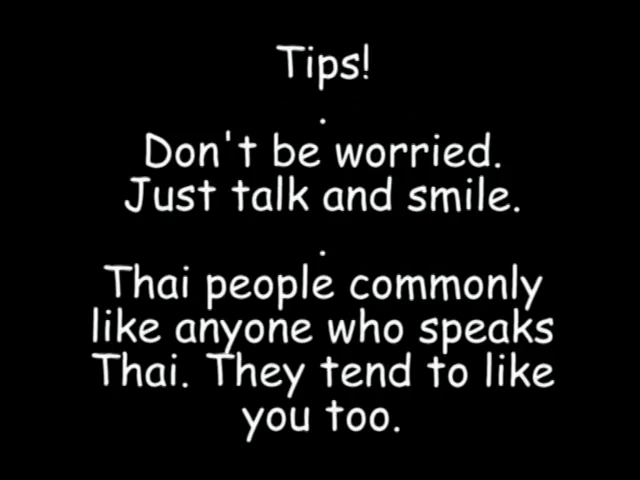 Tips!
.
Don't be worried.
Just talk and smile.
.
Thai people commonly
like anyone who speaks
Thai. They tend to like
you too.